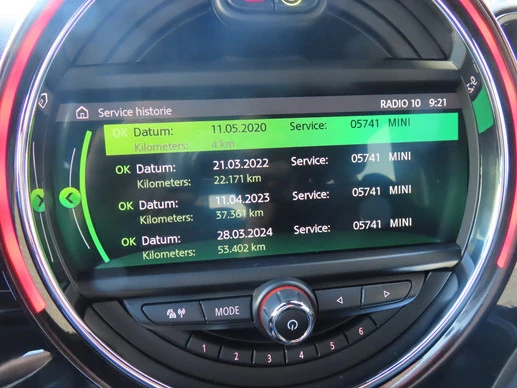 Service historie RADIO 10 9:21
OK Datum: 11.05.2020 Service: 05741 MINI
Kilometers: 4 km
OK Datum: 21.03.2022 Service: 05741 MINI
Kilometers: 22.171 km
OK Datum: 11.04.2023 Service: 05741 MINI
Kilometers: 37.361 km
OK Datum: 28.03.2024 Service: 05741 MINI
Kilometers: 53.402 km
MODE
1 2 3 4 5 6